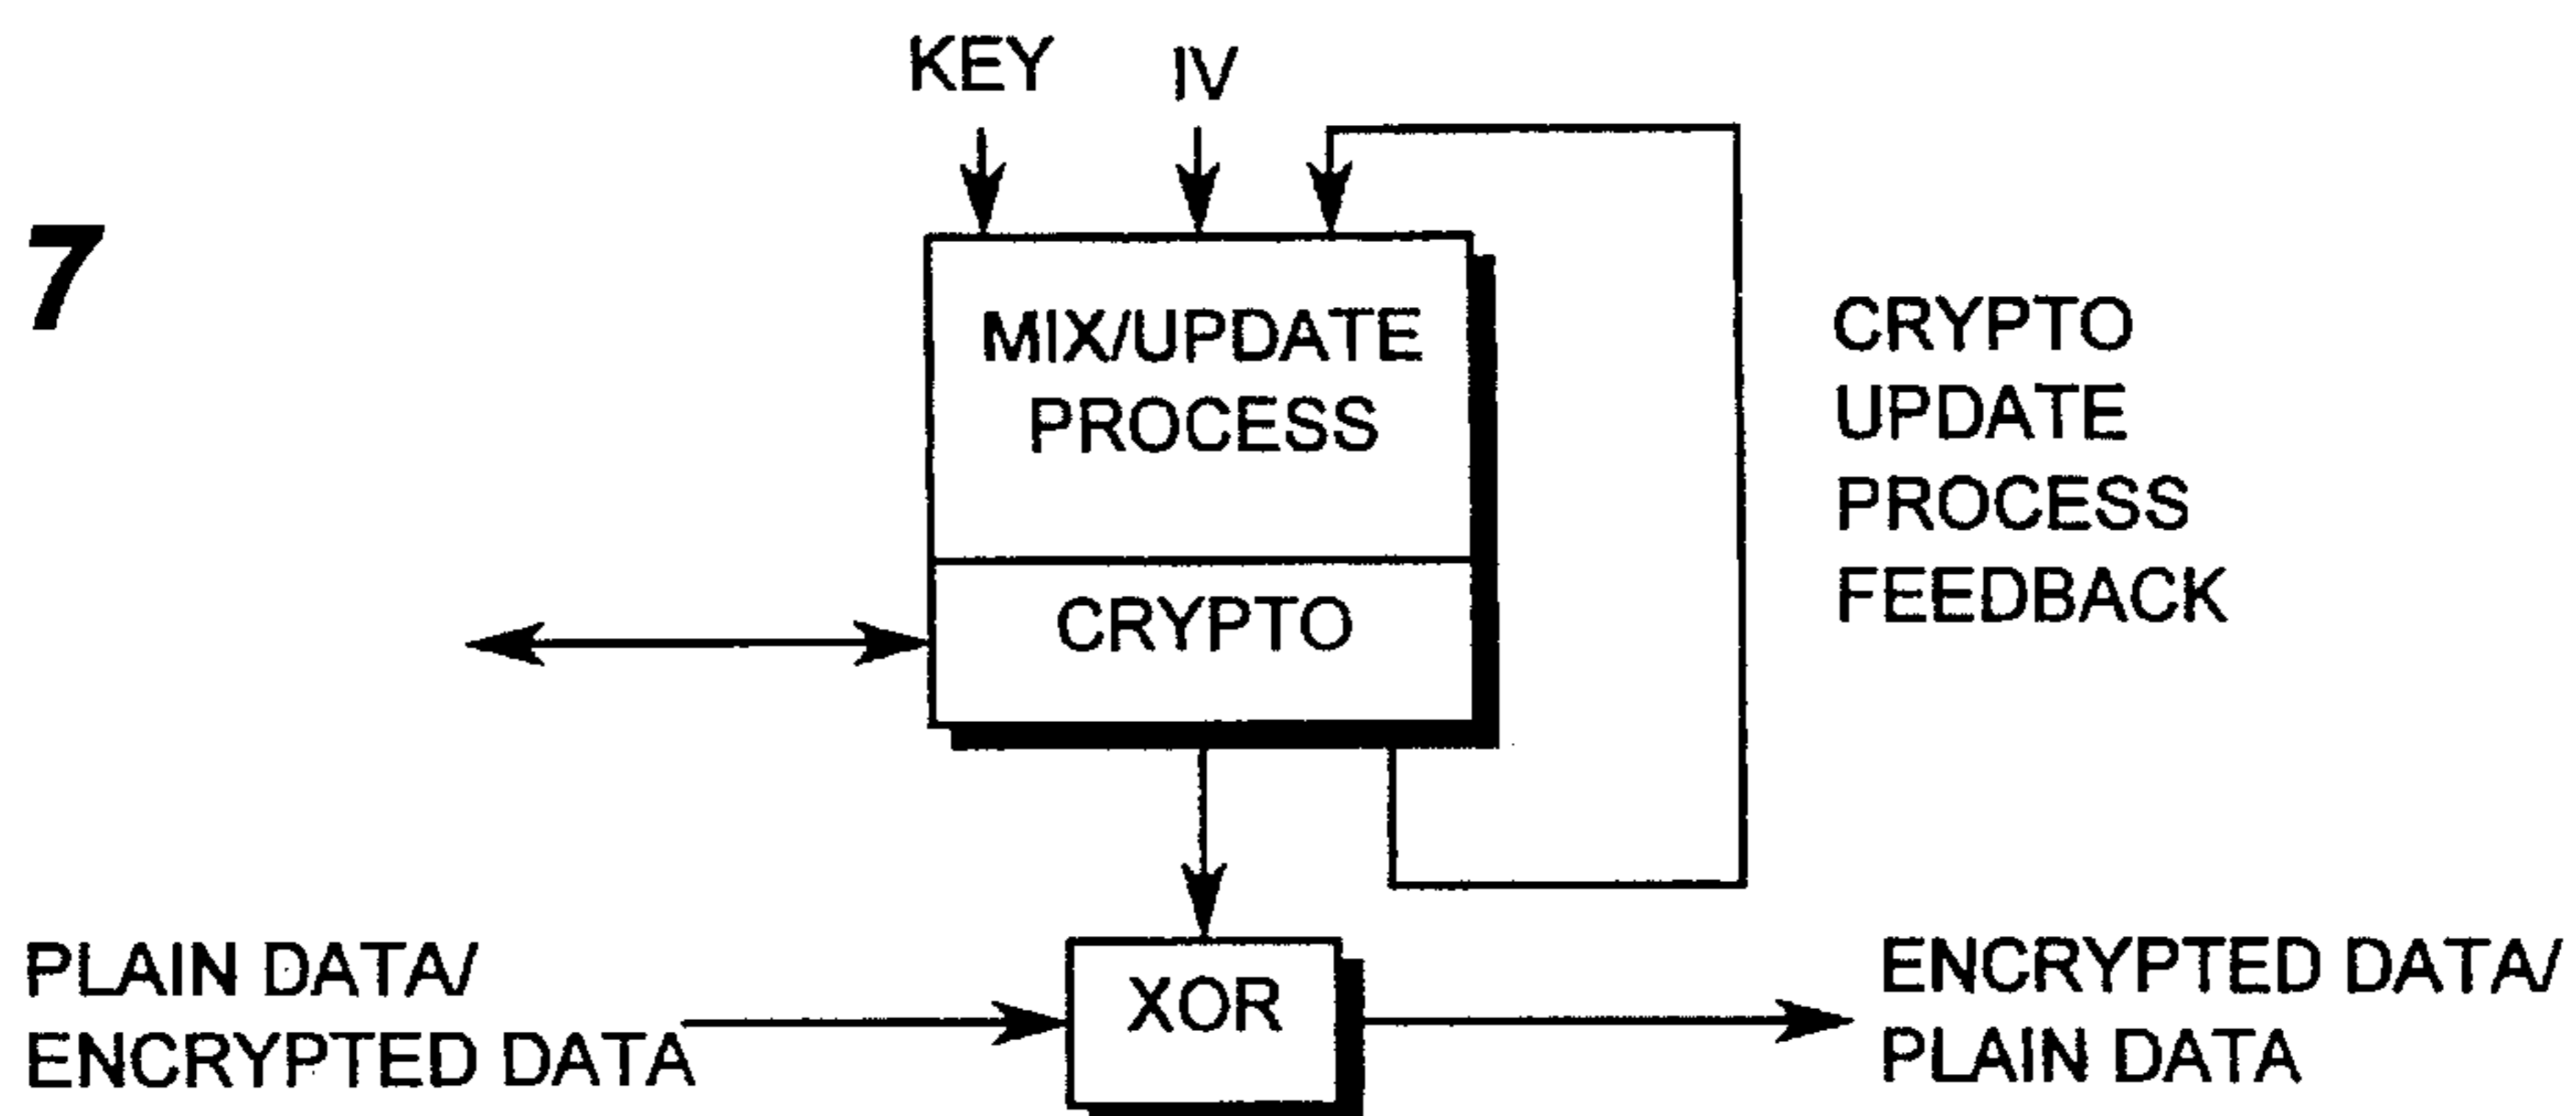 KEY
IV
7
MIX/UPDATE
PROCESS
CRYPTO
CRYPTO
UPDATE
PROCESS
FEEDBACK
PLAIN DATA/
ENCRYPTED DATA
XOR
ENCRYPTED DATA/
PLAIN DATA